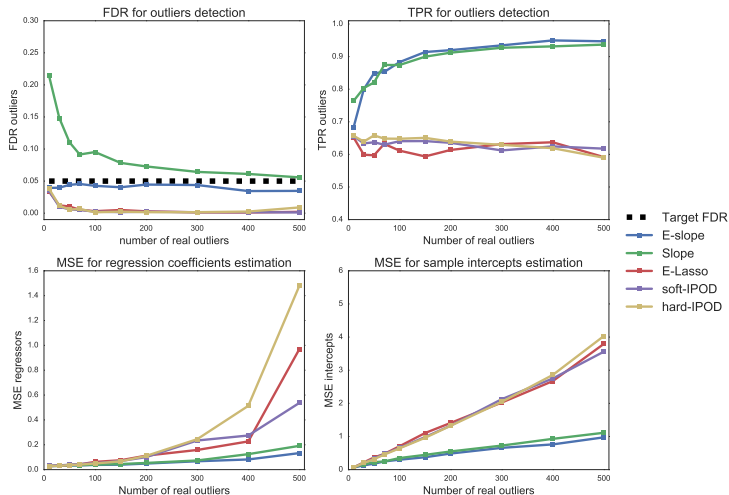 FDR for outliers detection
0.30
0.25
0.20
0.15
0.10
0.05
0.00
FDR outliers
0 100 200 300 400 500
number of real outliers
TPR for outliers detection
1.0
0.9
0.8
0.7
0.6
0.5
0.4
TPR outliers
0 100 200 300 400 500
Number of real outliers
MSE for regression coefficients estimation
1.6
1.4
1.2
1.0
0.8
0.6
0.4
0.2
0.0
MSE regressors
0 100 200 300 400 500
Number of real outliers
MSE for sample intercepts estimation
6
5
4
3
2
1
0
MSE intercepts
0 100 200 300 400 500
Number of real outliers
Target FDR
E-slope
Slope
E-Lasso
soft-IPOD
hard-IPOD